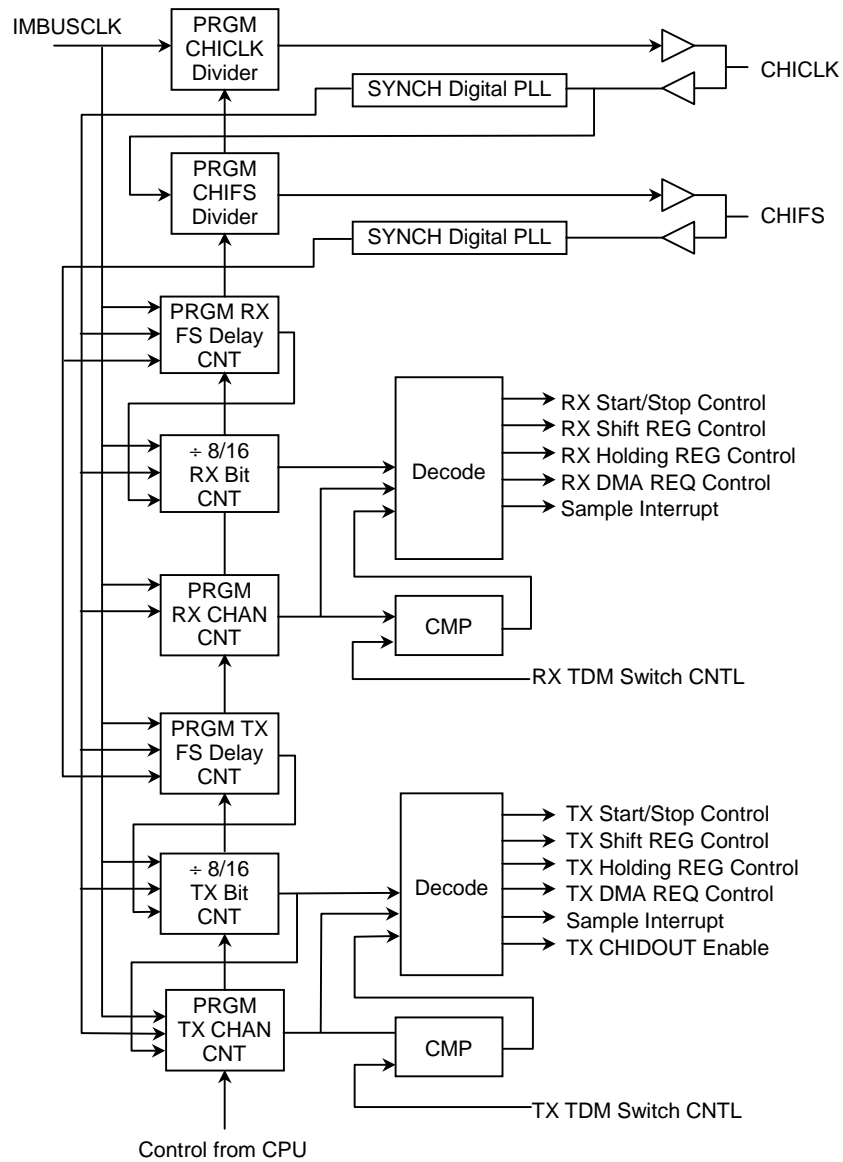 IMBUSCLK
PRGM
CHICLK
Divider
SYNCH Digital PLL
CHICLK
PRGM
CHIFS
Divider
SYNCH Digital PLL
CHIFS
PRGM RX
FS Delay
CNT
÷ 8/16
RX Bit
CNT
Decode
RX Start/Stop Control
RX Shift REG Control
RX Holding REG Control
RX DMA REQ Control
Sample Interrupt
PRGM
RX CHAN
CNT
CMP
RX TDM Switch CNTL
PRGM TX
FS Delay
CNT
÷ 8/16
TX Bit
CNT
Decode
TX Start/Stop Control
TX Shift REG Control
TX Holding REG Control
TX DMA REQ Control
Sample Interrupt
TX CHIDOUT Enable
PRGM
TX CHAN
CNT
CMP
TX TDM Switch CNTL
Control from CPU